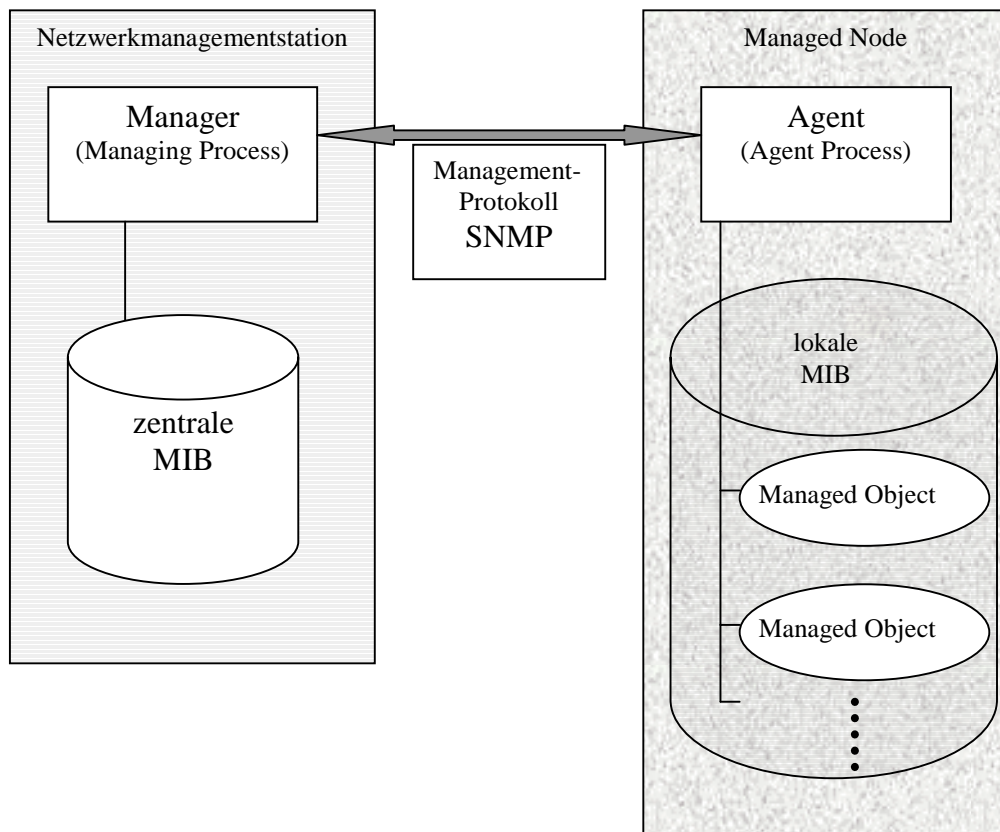 Netzwerkmanagementstation
Manager
(Managing Process)
zentrale
MIB
Management-
Protokoll
SNMP
Managed Node
Agent
(Agent Process)
lokale
MIB
Managed Object
Managed Object